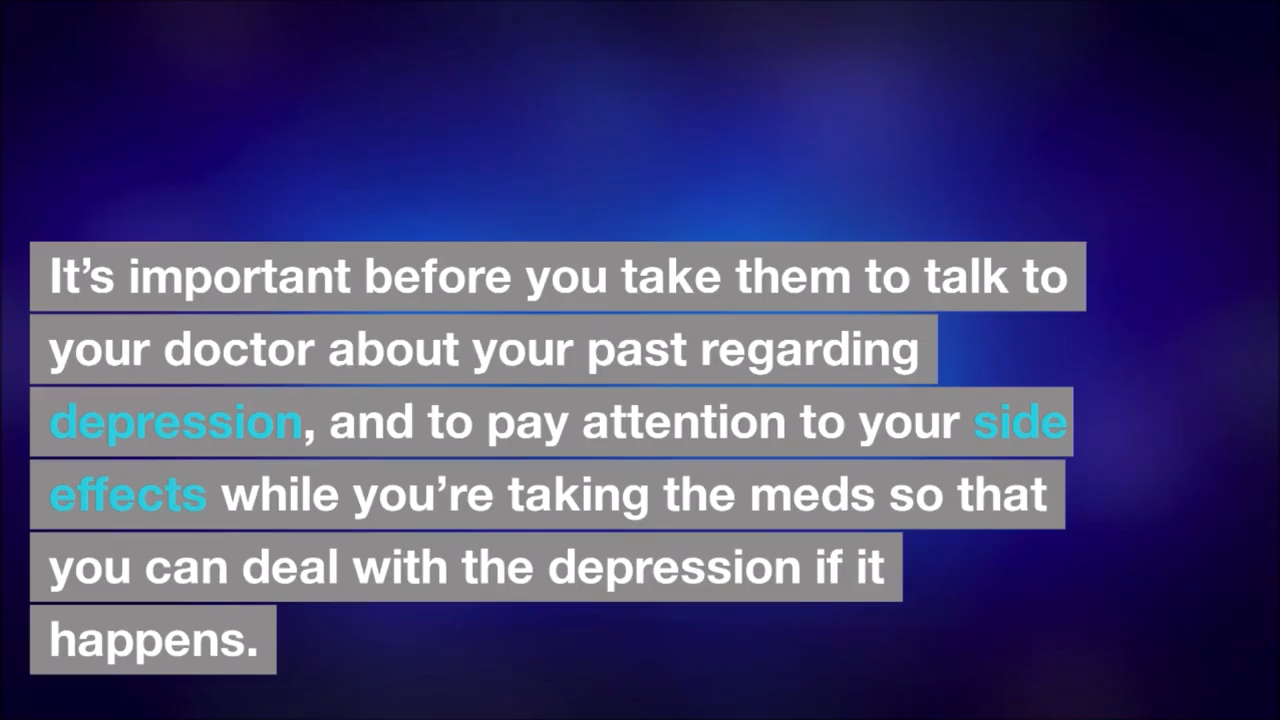 It’s important before you take them to talk to
your doctor about your past regarding
depression, and to pay attention to your side
effects while you’re taking the meds so that
you can deal with the depression if it
happens.